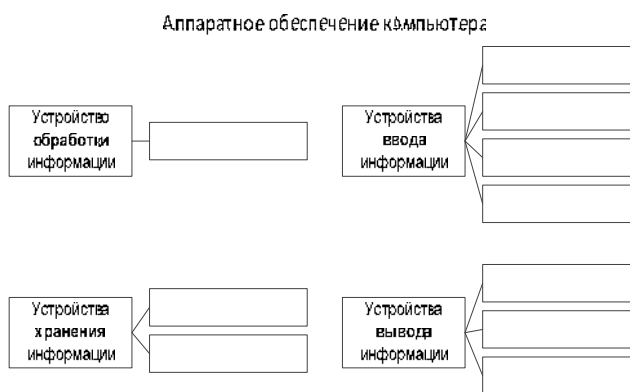 Аппаратное обеспечение компьютера
Устройство
обработки
информации
Устройства
ввода
информации
Устройства
хранения
информации
Устройства
вывода
информации